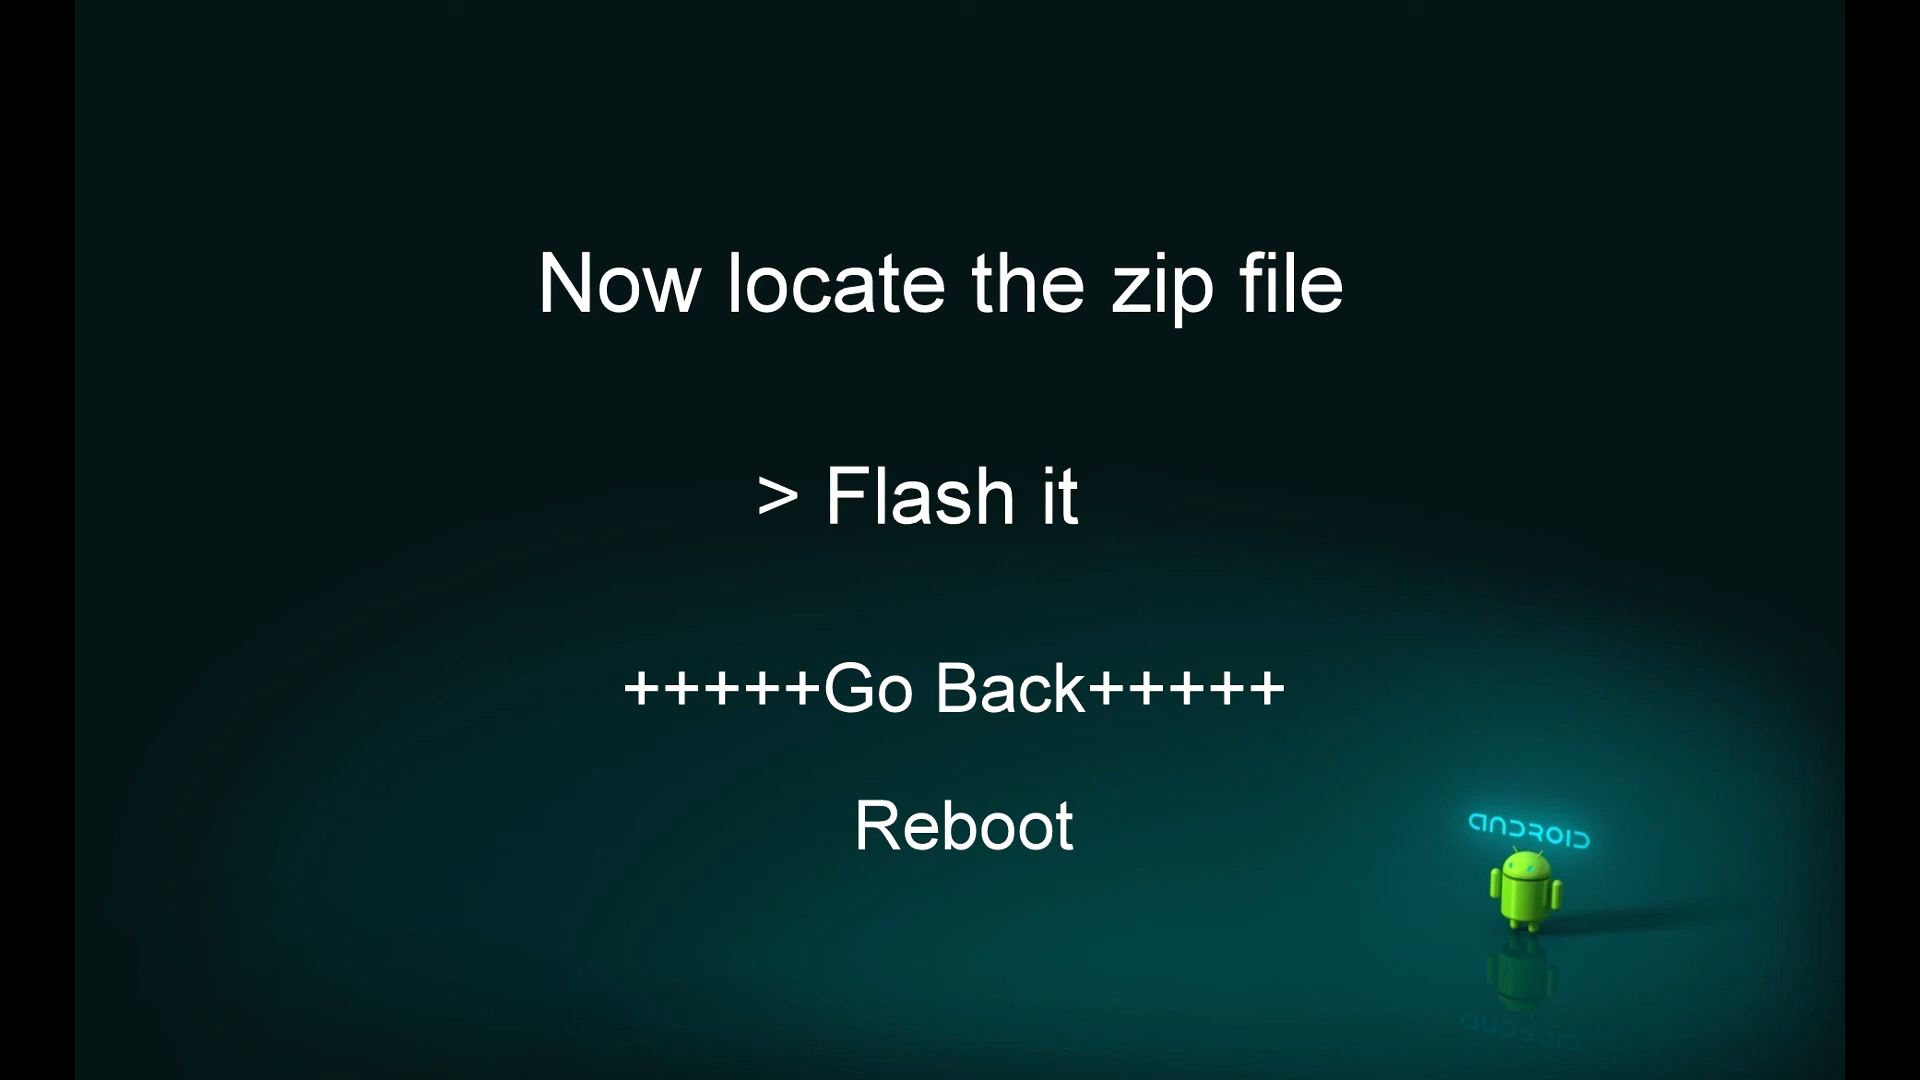 Now locate the zip file
> Flash it
+++++Go Back+++++
Reboot
ANDROID